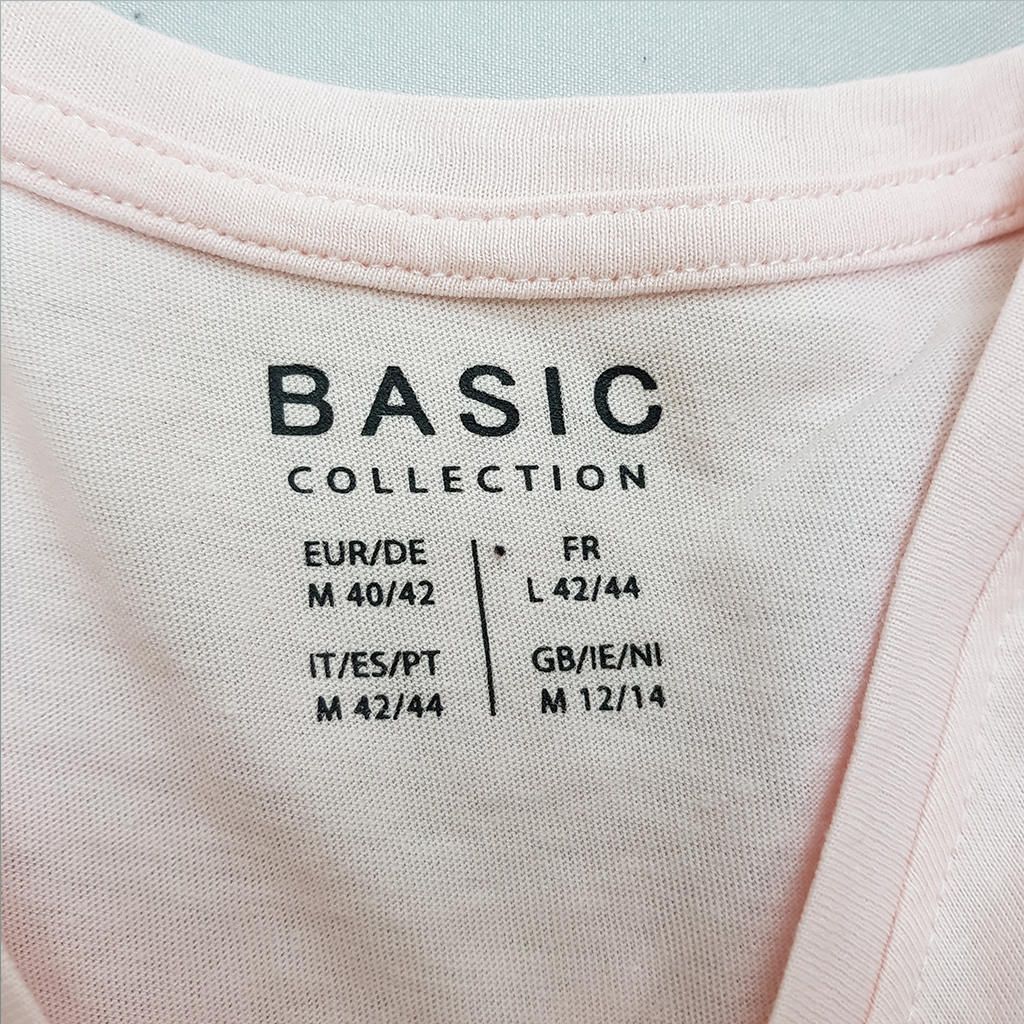 BASIC
COLLECTION
EUR/DE
M 40/42
IT/ES/PT
M 42/44
FR
L 42/44
GB/IE/NI
M 12/14